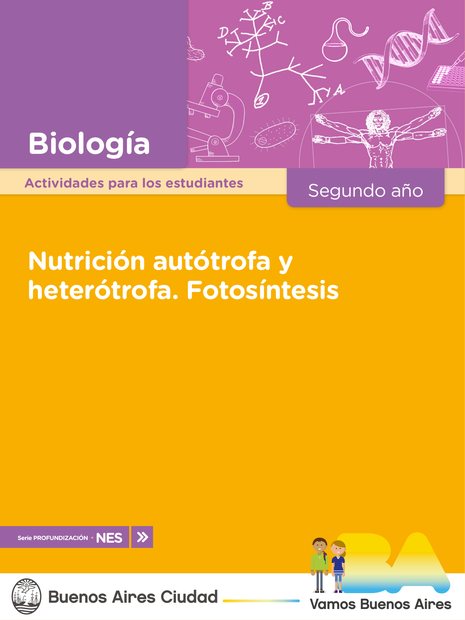 Biología
Actividades para los estudiantes
Segundo año
Nutrición autótrofa y
heterótrofa. Fotosíntesis
Serie PROFUNDIZACIÓN · NES
Buenos Aires Ciudad
BA
Vamos Buenos Aires